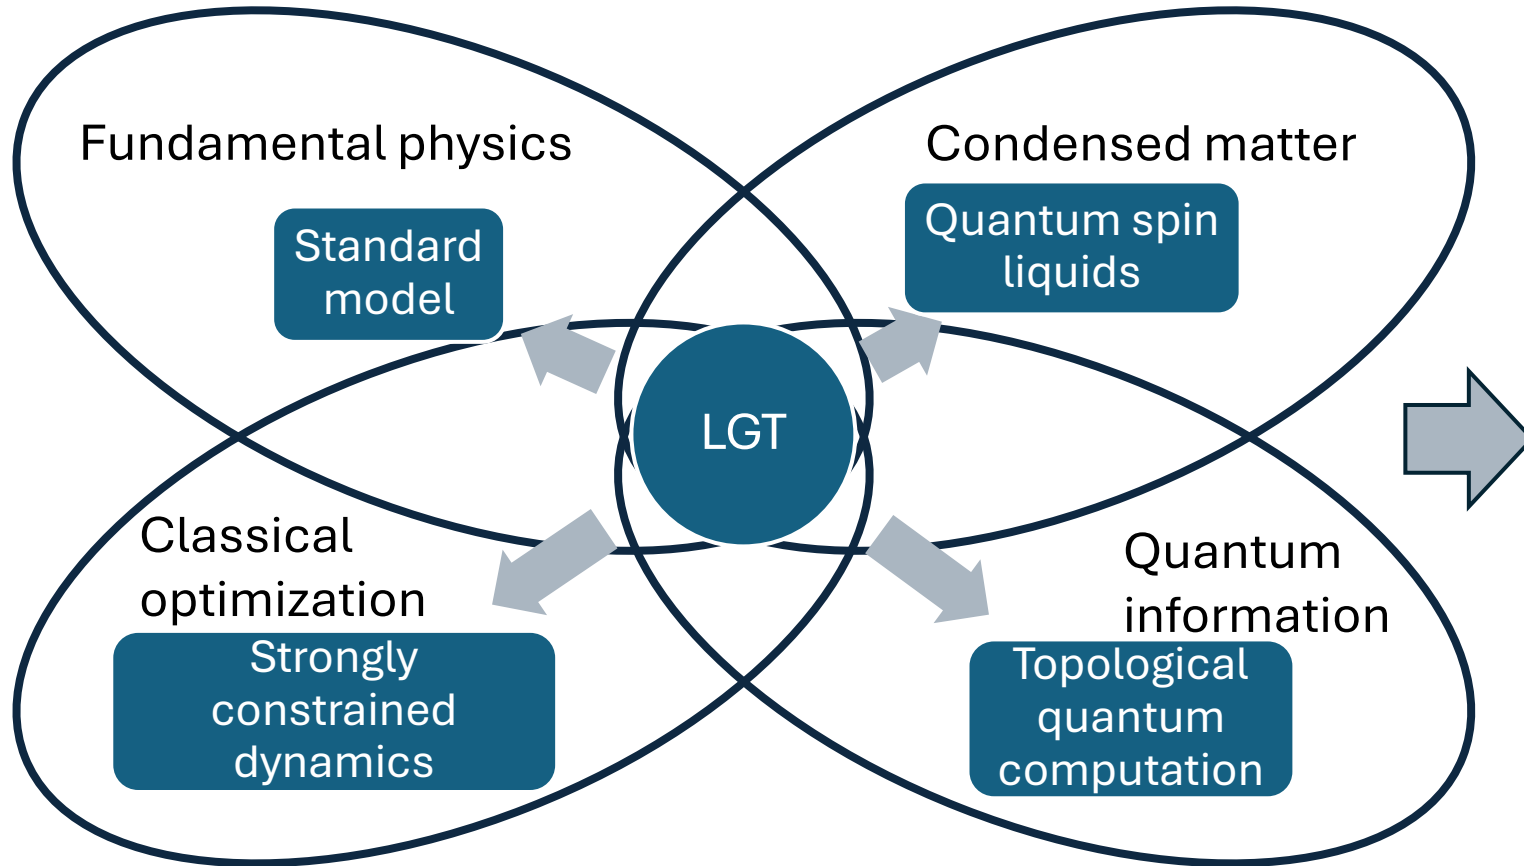 Fundamental physics
Standard
model
Condensed matter
Quantum spin
liquids
LGT
Classical
optimization
Strongly
constrained
dynamics
Quantum
information
Topological
quantum
computation